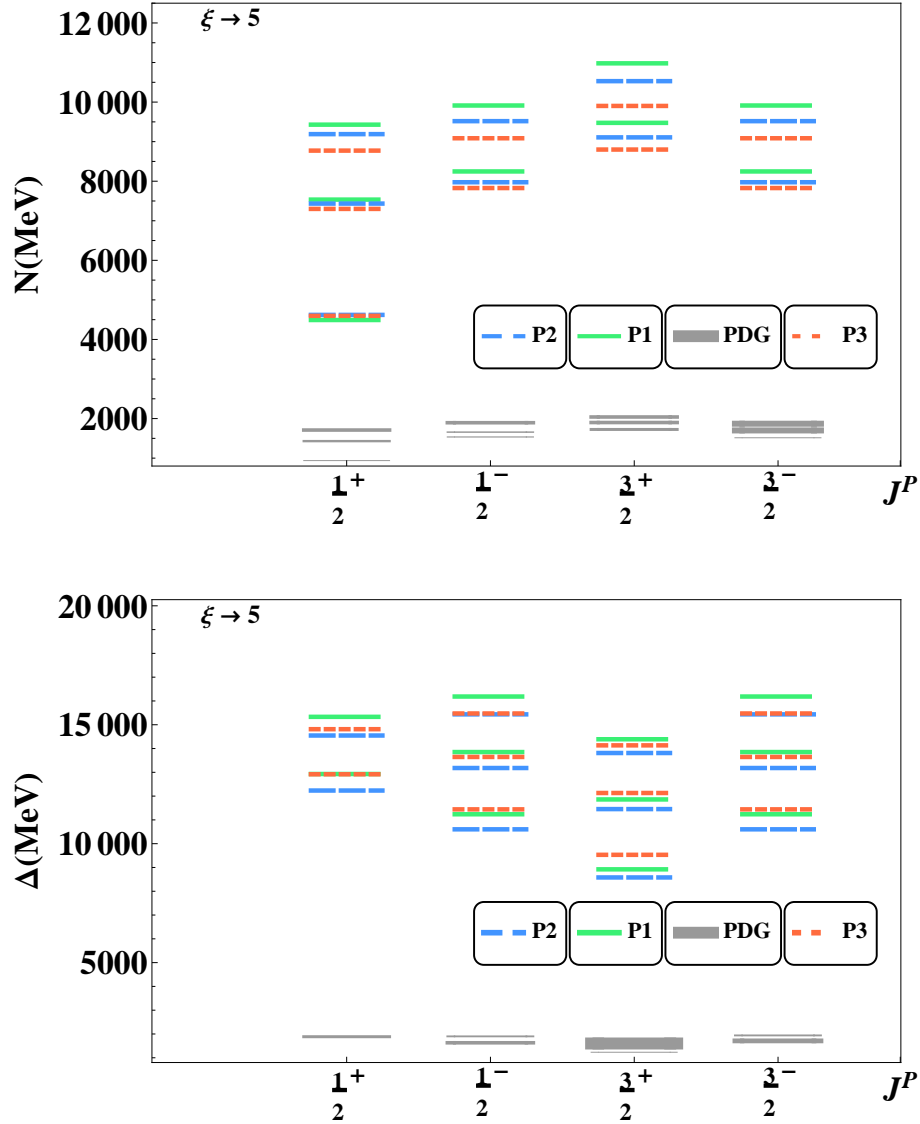 ξ → 5
12 000
10 000
8000
6000
4000
2000
N(MeV)
P2 P1 PDG P3
1/2⁺ 1/2⁻ 3/2⁺ 3/2⁻ Jᴾ
ξ → 5
20 000
15 000
10 000
5000
Δ(MeV)
P2 P1 PDG P3
1/2⁺ 1/2⁻ 3/2⁺ 3/2⁻ Jᴾ